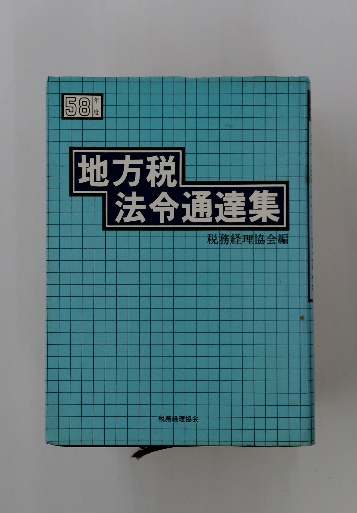 58年度
地方税
法令通達集
税務経理協会編
税務経理協会